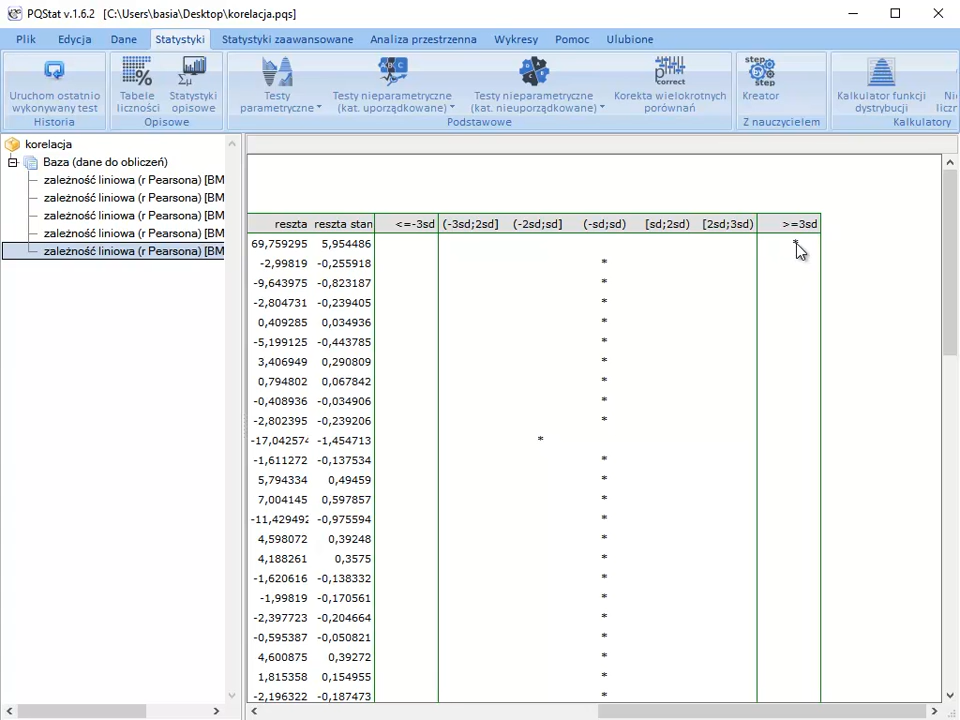 PQStat v.1.6.2 [C:\Users\basia\Desktop\korelacja.pqs]
Plik Edycja Dane Statystyki Statystyki zaawansowane Analiza przestrzenna Wykresy Pomoc Ulubione
Uruchom ostatnio wykonywany test
Historia
Tabele liczności
Statystyki opisowe
Opisowe
Testy parametryczne
Testy nieparametryczne (kat. uporządkowane)
Testy nieparametryczne (kat. nieuporządkowane)
Korekta wielokrotnych porównań
Podstawowe
Kreator
Z nauczycielem
Kalkulator funkcji dystrybucji
Kalkulatory
korelacja
Baza (dane do obliczeń)
zależność liniowa (r Pearsona) [BM
zależność liniowa (r Pearsona) [BM
zależność liniowa (r Pearsona) [BM
zależność liniowa (r Pearsona) [BM
zależność liniowa (r Pearsona) [BM
reszta reszta stan <=-3sd (-3sd;2sd] (-2sd;sd] (-sd;sd) [sd;2sd) [2sd;3sd) >=3sd
69,759295 5,954486 *
-2,99819 -0,255918 *
-9,643975 -0,823187 *
-2,804731 -0,239405 *
0,409285 0,034936 *
-5,199125 -0,443785 *
3,406949 0,290809 *
0,794802 0,067842 *
-0,408936 -0,034906 *
-2,802395 -0,239206 *
-17,042574 -1,454713 *
-1,611272 -0,137534 *
5,794334 0,49459 *
7,004145 0,597857 *
-11,429492 -0,975594 *
4,598072 0,39248 *
4,188261 0,3575 *
-1,620616 -0,138332 *
-1,99819 -0,170561 *
-2,397723 -0,204664 *
-0,595387 -0,050821 *
4,600875 0,39272 *
1,815358 0,154955 *
-2,196322 -0,187473 *